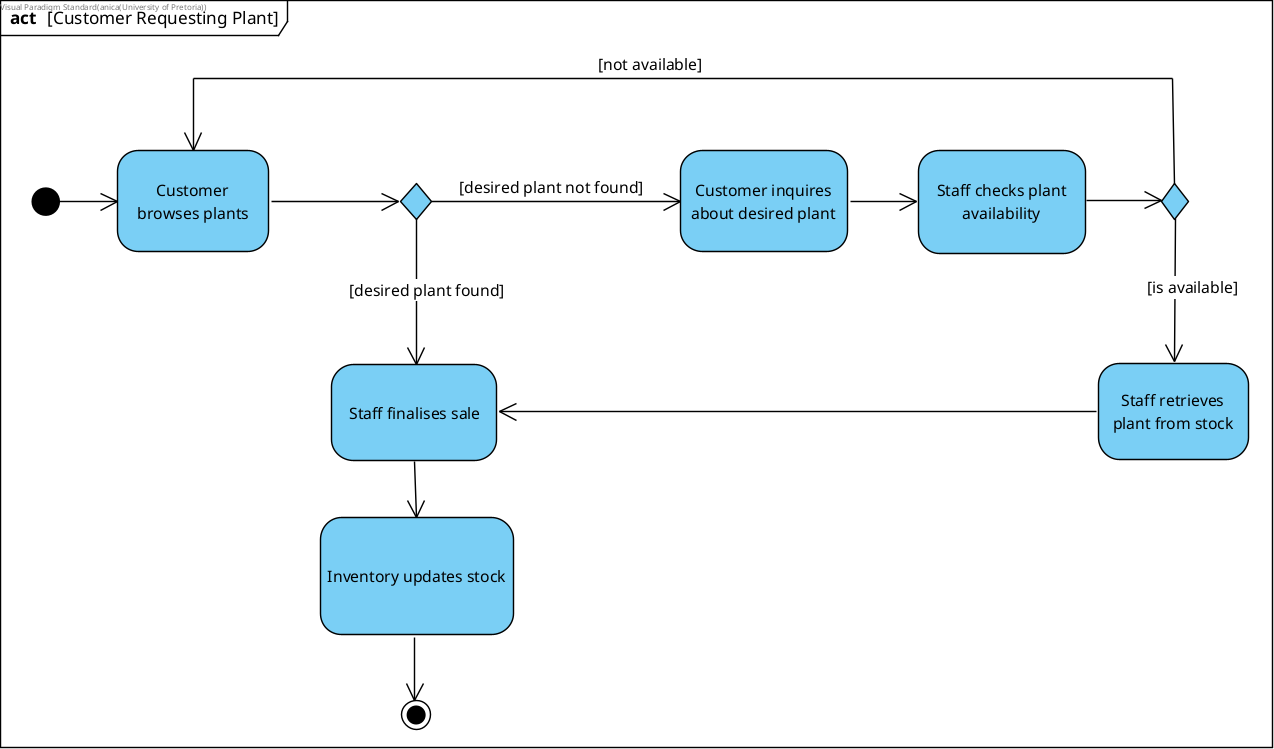 Visual Paradigm Standard(anica(University of Pretoria))
act [Customer Requesting Plant]
[not available]
Customer
browses plants
[desired plant not found]
Customer inquires
about desired plant
Staff checks plant
availability
[desired plant found]
[is available]
Staff finalises sale
Staff retrieves
plant from stock
Inventory updates stock